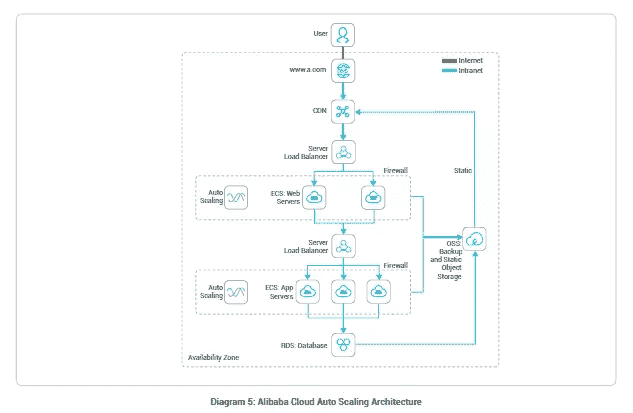 User
Internet
Intranet
www.a.com
CDN
Server
Load Balancer
Firewall
Static
Auto
Scaling
ECS: Web
Servers
Server
Load Balancer
OSS:
Backup
and Static
Object
Storage
Firewall
Auto
Scaling
ECS: App
Servers
RDS: Database
Availability Zone
Diagram 5: Alibaba Cloud Auto Scaling Architecture